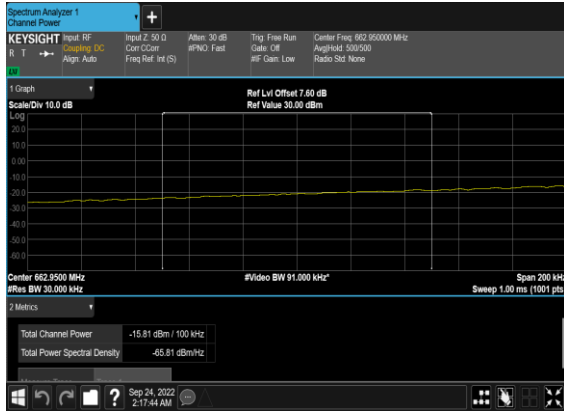 Spectrum Analyzer 1
Channel Power
+
KEYSIGHT Input: RF Input Z: 50 Ω Atten: 30 dB Trig: Free Run Center Freq: 662.950000 MHz
R T Coupling: DC Corr CCorr #PNO: Fast Gate: Off Avg|Hold: 500/500
Align: Auto Freq Ref: Int (S) #IF Gain: Low Radio Std: None
LXI
1 Graph Ref Lvl Offset 7.60 dB
Scale/Div 10.0 dB Ref Value 30.00 dBm
Log
20.0
10.0
0.00
-10.0
-20.0
-30.0
-40.0
-50.0
-60.0
Center 662.9500 MHz #Video BW 91.000 kHz* Span 200 kHz
#Res BW 30.000 kHz Sweep 1.00 ms (1001 pts
2 Metrics
Total Channel Power -15.81 dBm / 100 kHz
Total Power Spectral Density -65.81 dBm/Hz
? Sep 24, 2022
2:17:44 AM